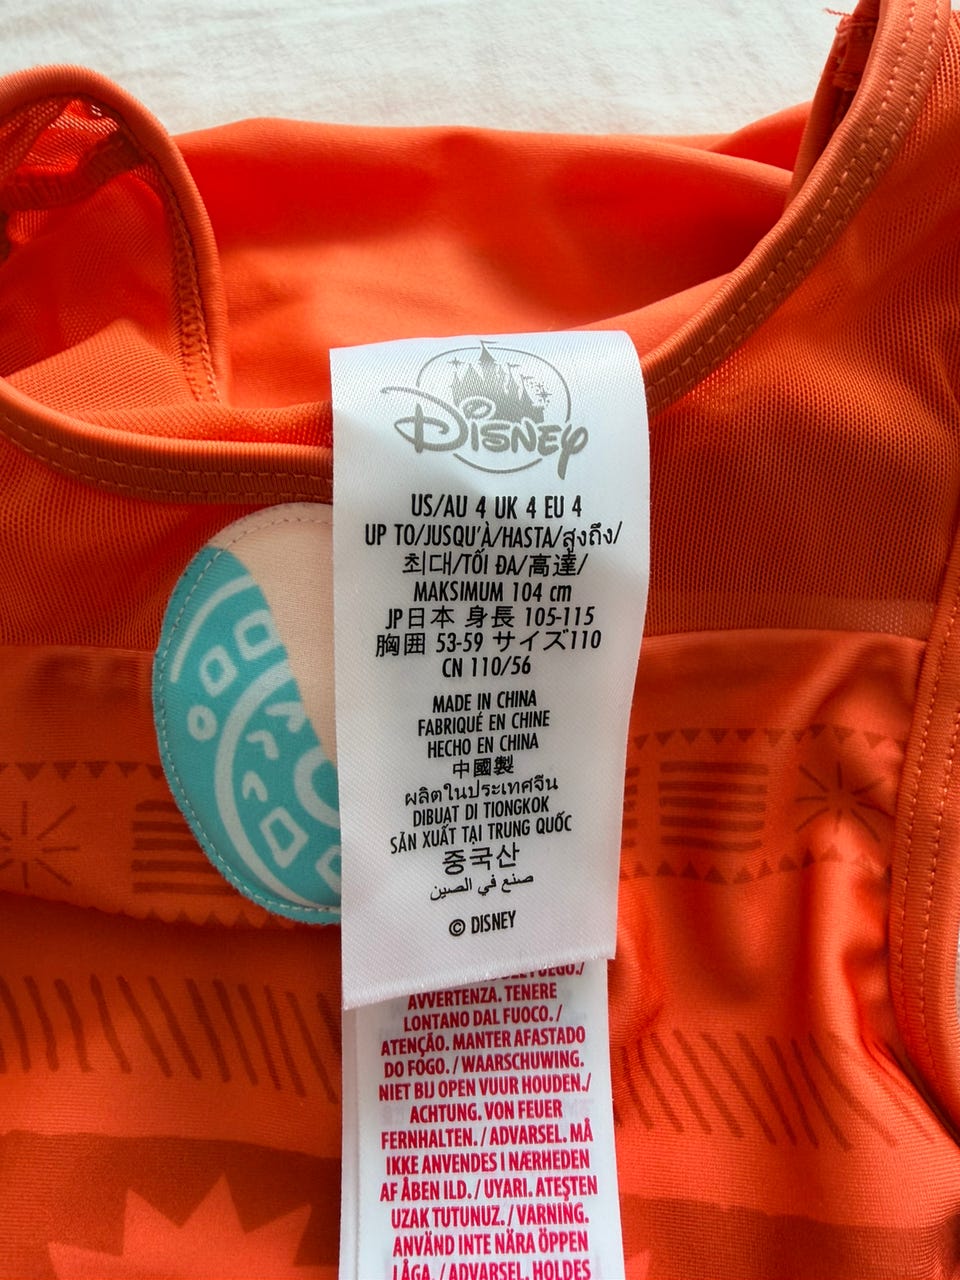 Disney
US/AU 4 UK 4 EU 4
UP TO/JUSQU'À/HASTA/สูงถึง/
최대/TỐI ĐA/高達/
MAKSIMUM 104 cm
JP日本 身長 105-115
胸囲 53-59 サイズ110
CN 110/56
MADE IN CHINA
FABRIQUÉ EN CHINE
HECHO EN CHINA
中國製
ผลิตในประเทศจีน
DIBUAT DI TIONGKOK
SẢN XUẤT TẠI TRUNG QUỐC
중국산
صنع في الصين
© DISNEY
AVVERTENZA. TENERE
LONTANO DAL FUOCO. /
ATENÇÃO. MANTER AFASTADO
DO FOGO. / WAARSCHUWING.
NIET BIJ OPEN VUUR HOUDEN./
ACHTUNG. VON FEUER
FERNHALTEN. / ADVARSEL. MÅ
IKKE ANVENDES I NÆRHEDEN
AF ÅBEN ILD. / UYARI. ATEŞTEN
UZAK TUTUNUZ. / VARNING.
ANVÄND INTE NÄRA ÖPPEN
LÅGA. / ADVARSEL. HOLDES